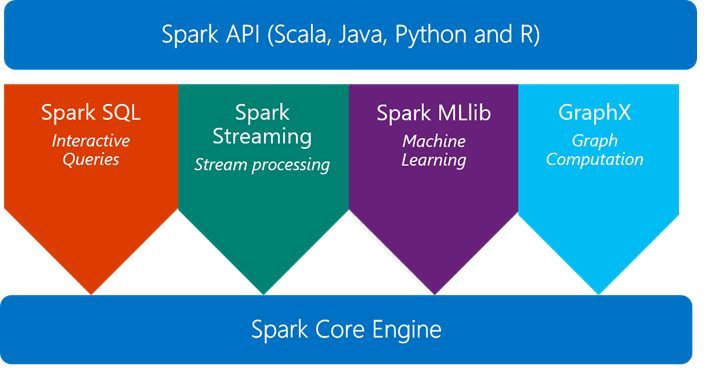 Spark API (Scala, Java, Python and R)
Spark SQL
Interactive
Queries
Spark
Streaming
Stream processing
Spark MLlib
Machine
Learning
GraphX
Graph
Computation
Spark Core Engine